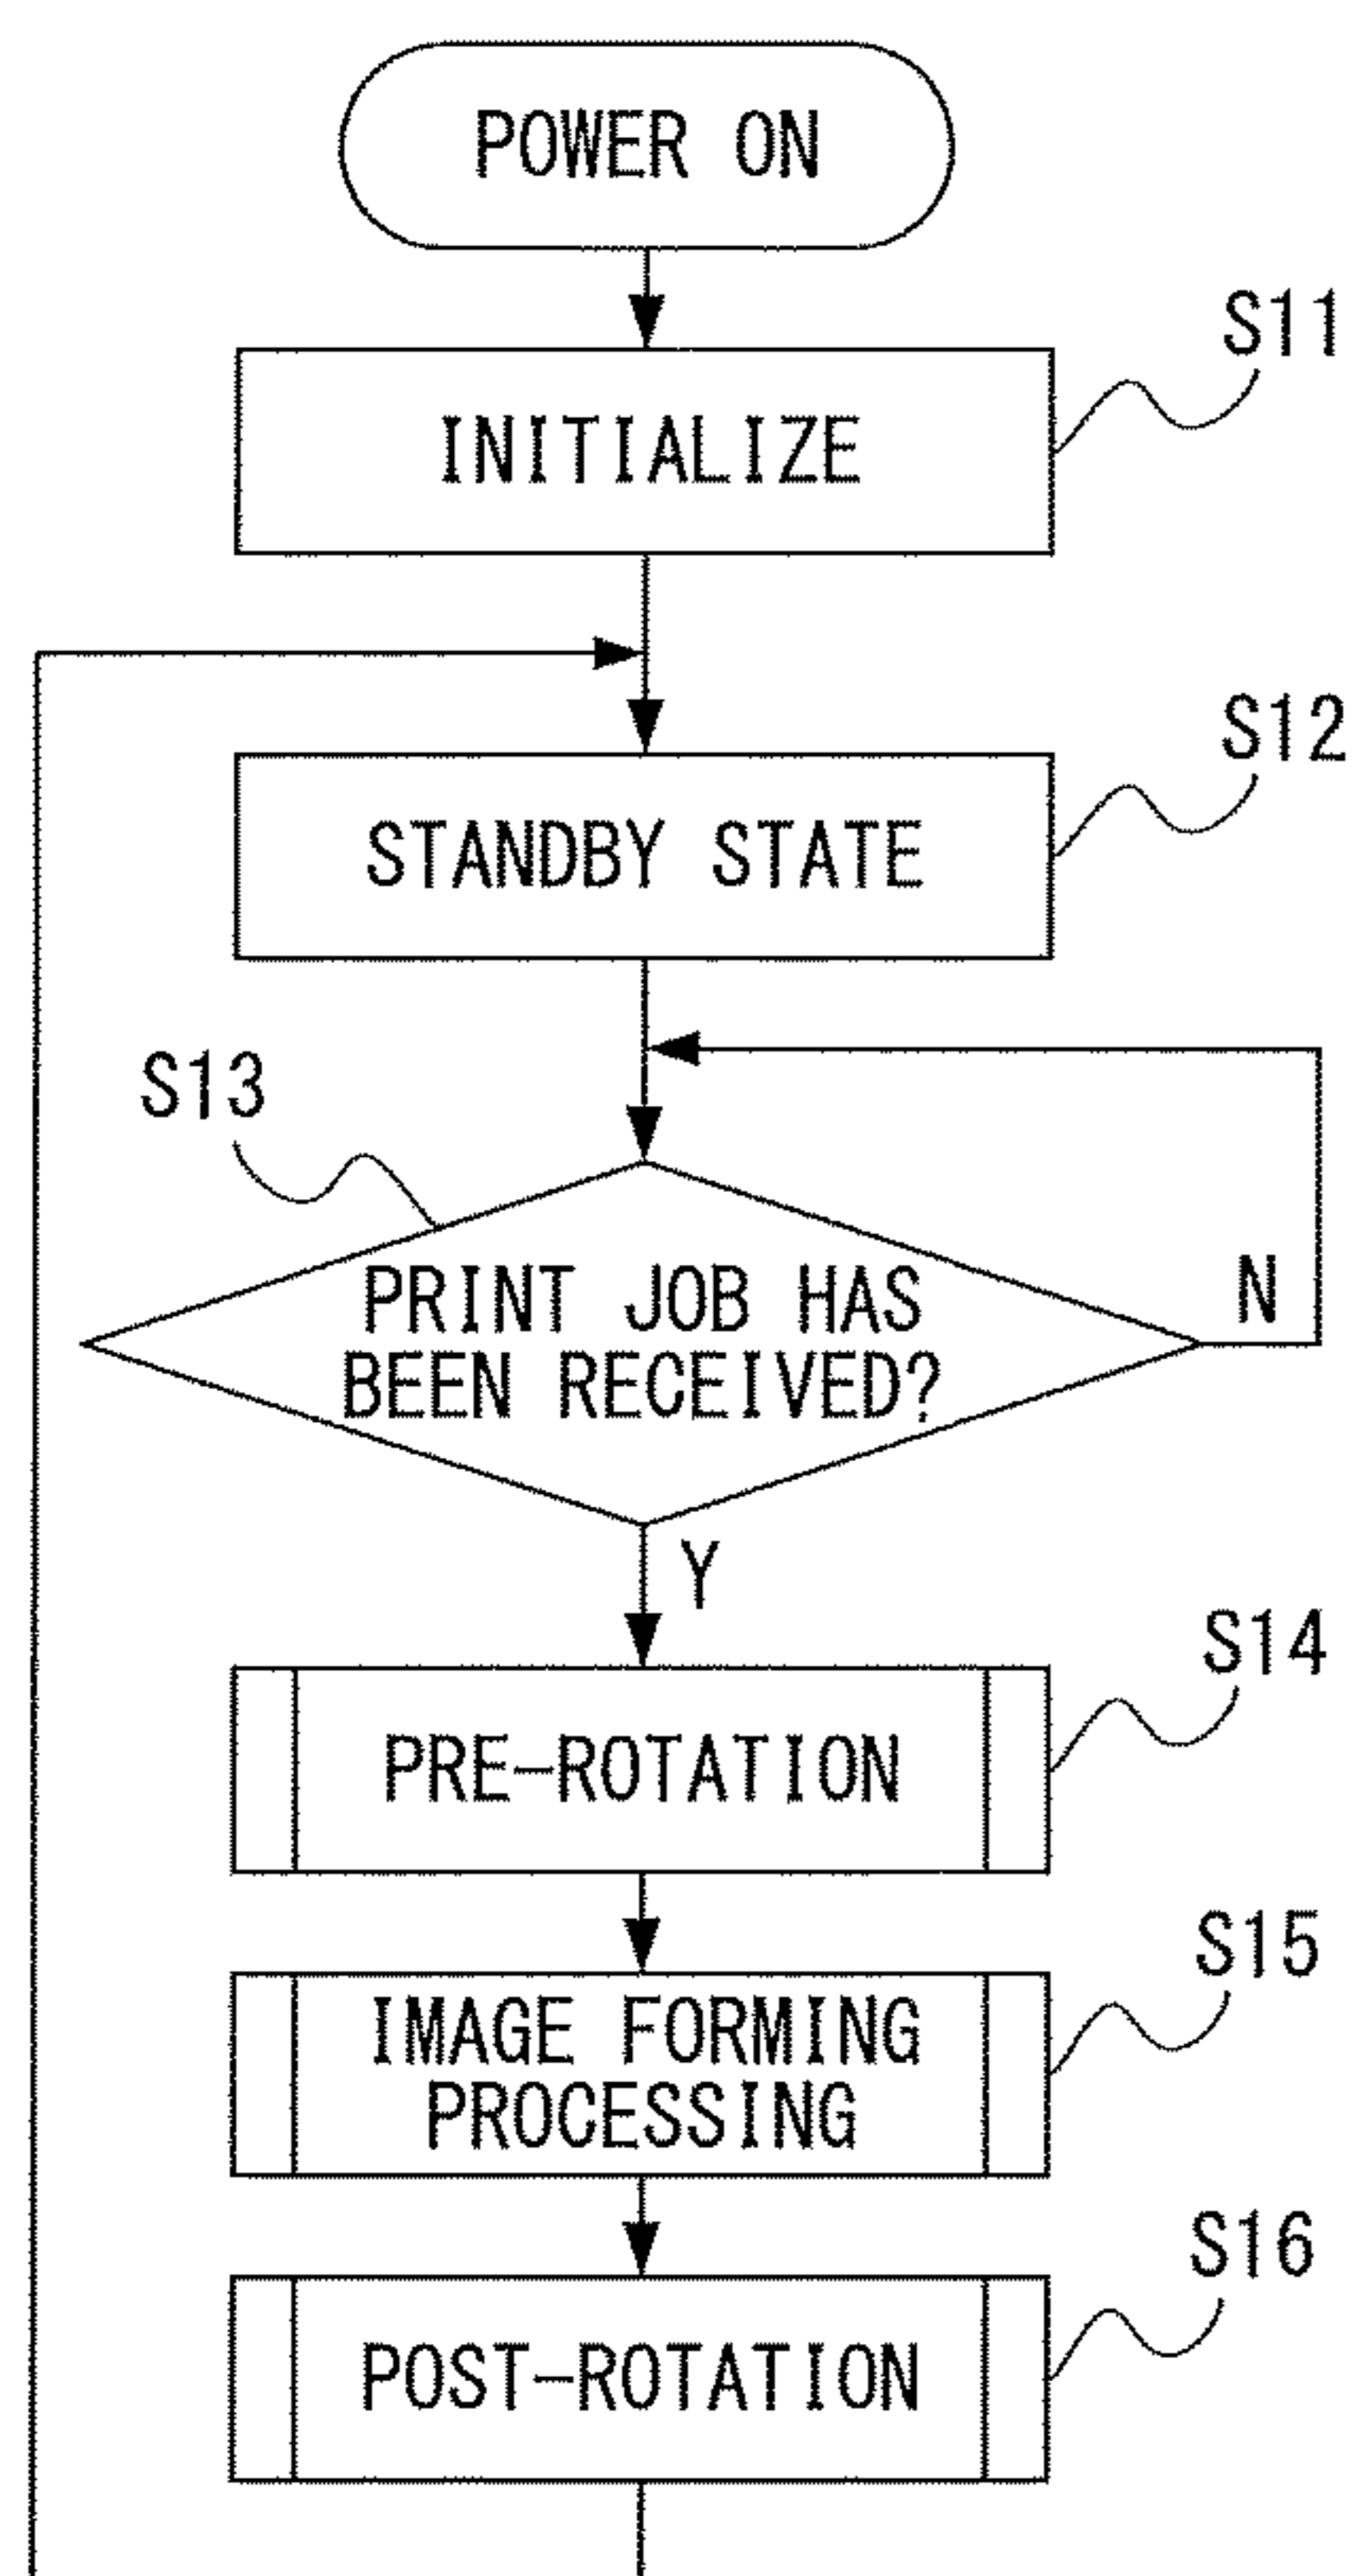 POWER ON
S11
INITIALIZE
S12
STANDBY STATE
S13
PRINT JOB HAS
BEEN RECEIVED?
N
Y
S14
PRE-ROTATION
S15
IMAGE FORMING
PROCESSING
S16
POST-ROTATION